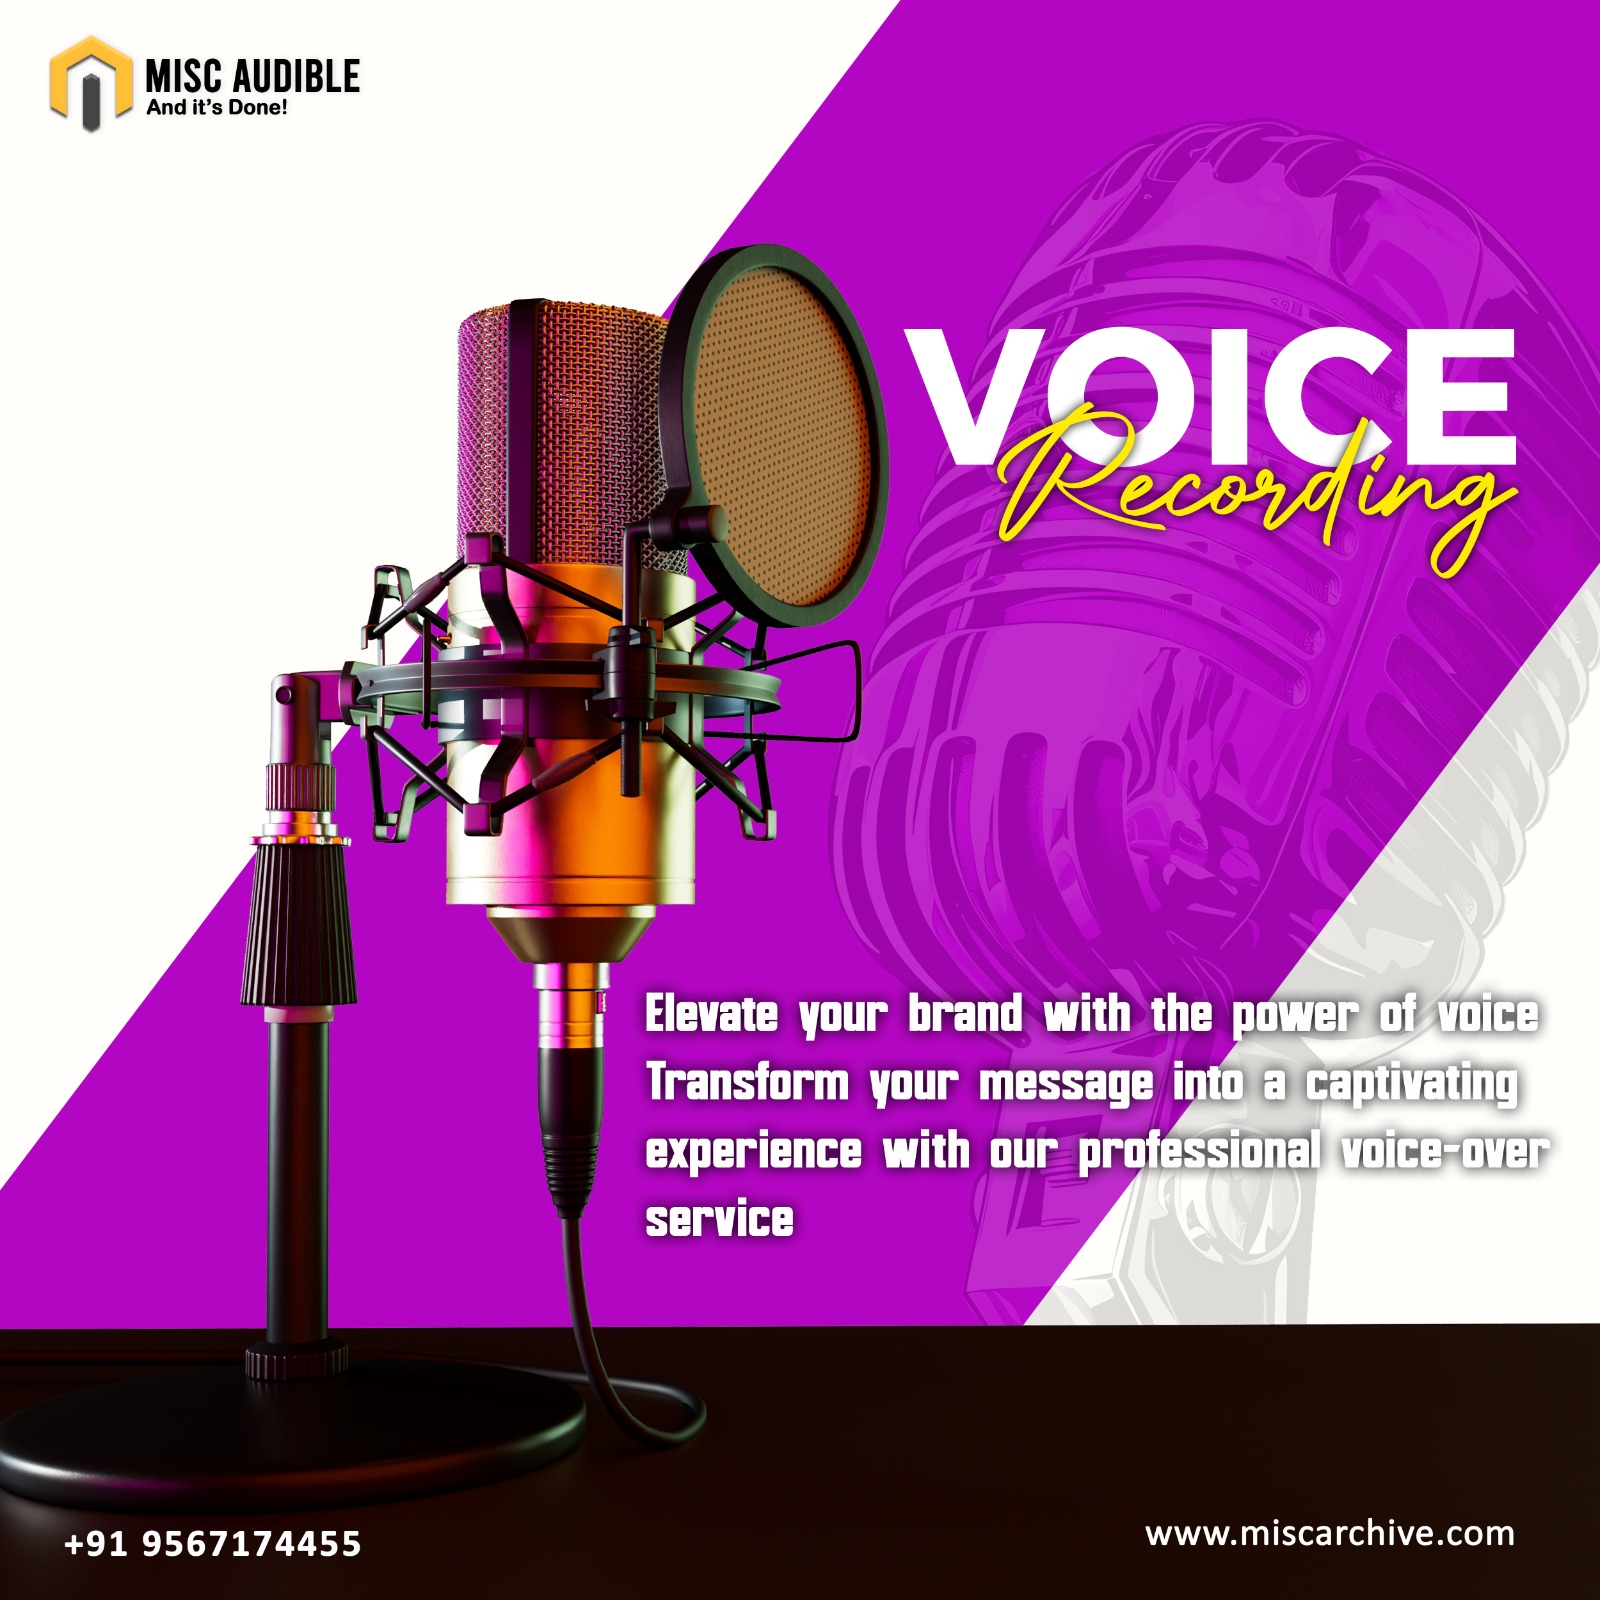 MISC AUDIBLE
And it's Done!
VOICE
Recording
Elevate your brand with the power of voice
Transform your message into a captivating
experience with our professional voice-over
service
+91 9567174455
www.miscarchive.com